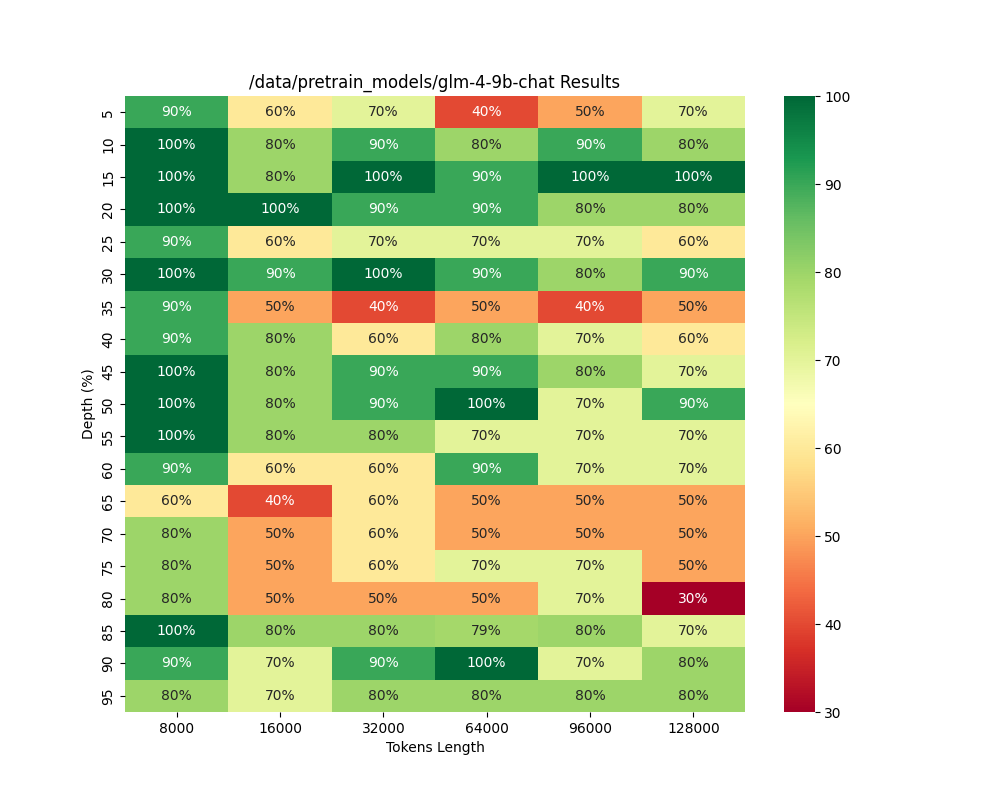 /data/pretrain_models/glm-4-9b-chat Results
5 90% 60% 70% 40% 50% 70%
10 100% 80% 90% 80% 90% 80%
15 100% 80% 100% 90% 100% 100%
20 100% 100% 90% 90% 80% 80%
25 90% 60% 70% 70% 70% 60%
30 100% 90% 100% 90% 80% 90%
35 90% 50% 40% 50% 40% 50%
40 90% 80% 60% 80% 70% 60%
45 100% 80% 90% 90% 80% 70%
50 100% 80% 90% 100% 70% 90%
55 100% 80% 80% 70% 70% 70%
60 90% 60% 60% 90% 70% 70%
65 60% 40% 60% 50% 50% 50%
70 80% 50% 60% 50% 50% 50%
75 80% 50% 60% 70% 70% 50%
80 80% 50% 50% 50% 70% 30%
85 100% 80% 80% 79% 80% 70%
90 90% 70% 90% 100% 70% 80%
95 80% 70% 80% 80% 80% 80%
8000 16000 32000 64000 96000 128000
Tokens Length
Depth (%)
100
90
80
70
60
50
40
30